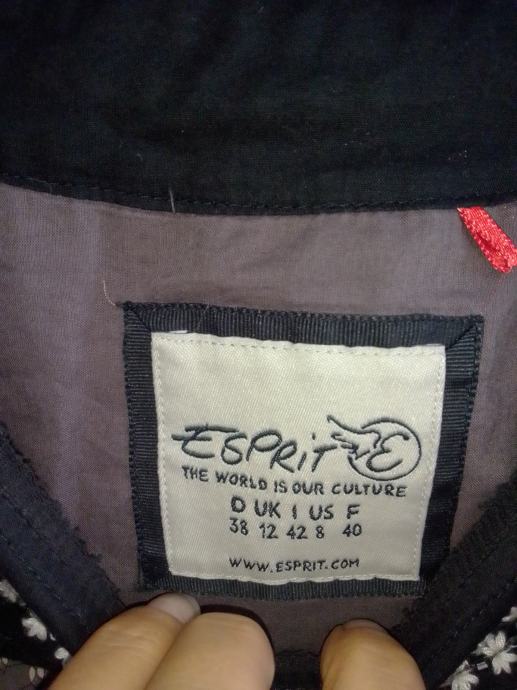 ESPRIT E
THE WORLD IS OUR CULTURE
D UK I US F
38 12 42 8 40
WWW.ESPRIT.COM